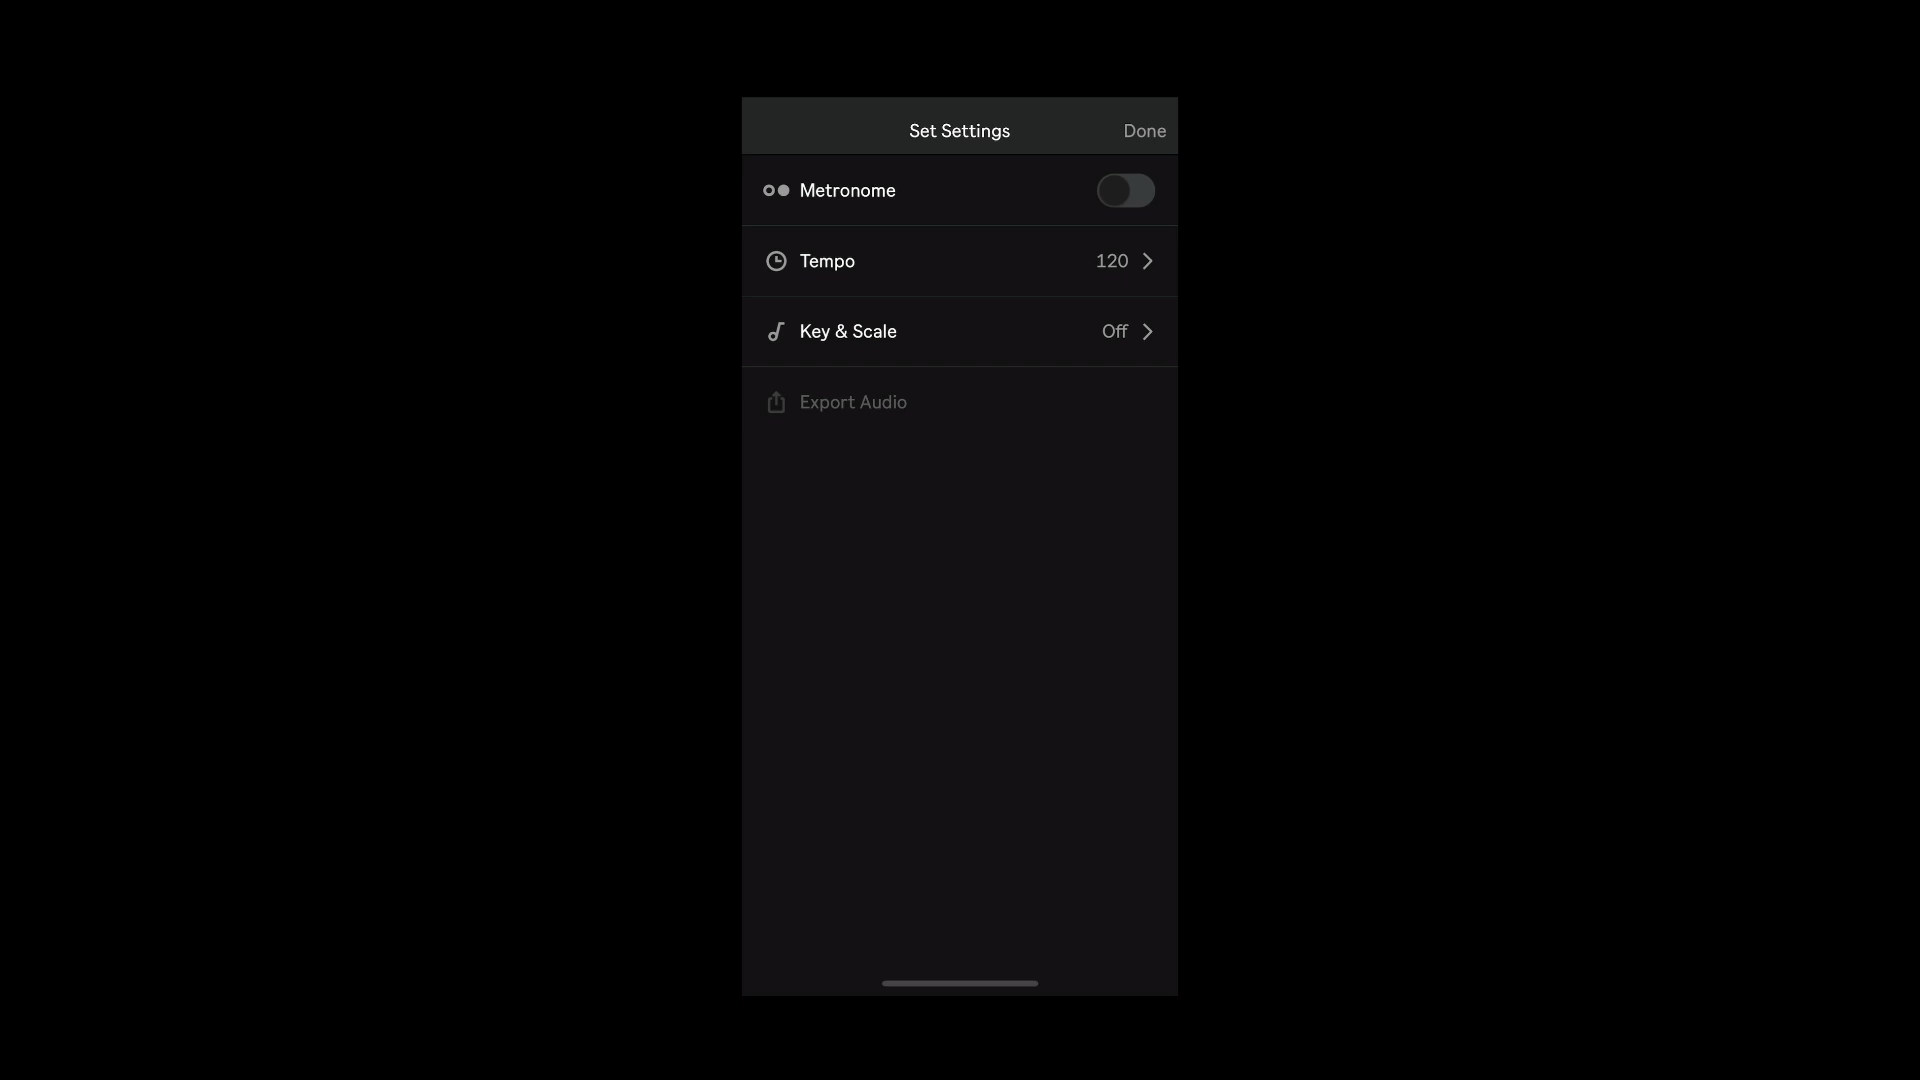 Set Settings
Done
Metronome
Tempo
120
Key & Scale
Off
Export Audio